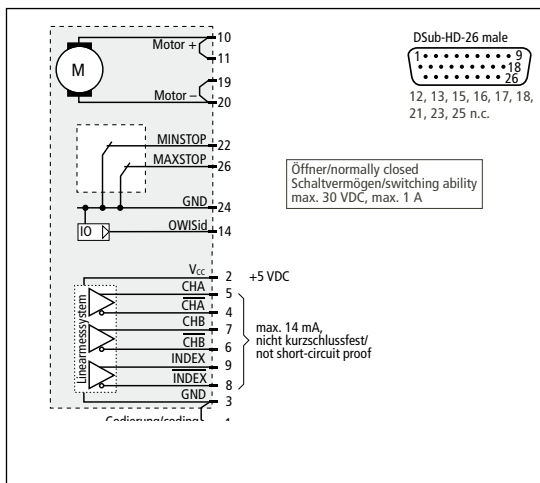 10
Motor +
11
M
19
Motor –
20
MINSTOP
22
MAXSTOP
26
GND
24
IO
OWISid
14
Vcc
2
+5 VDC
CHA
5
CHA
4
CHB
7
CHB
6
INDEX
9
INDEX
8
GND
3
Linearmesssystem
max. 14 mA,
nicht kurzschlussfest/
not short-circuit proof
DSub-HD-26 male
1
9
18
26
12, 13, 15, 16, 17, 18,
21, 23, 25 n.c.
Öffner/normally closed
Schaltvermögen/switching ability
max. 30 VDC, max. 1 A
Codierung/coding